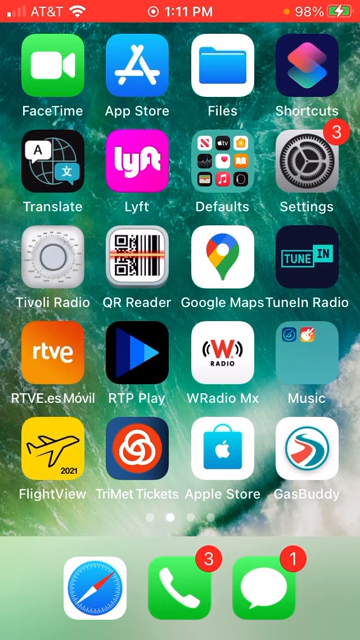 AT&T 1:11 PM 98%
FaceTime App Store Files Shortcuts
A 文 3
lyft
Translate Lyft Defaults Settings
TUNE IN
Tivoli Radio QR Reader Google Maps TuneIn Radio
rtve W RADIO
RTVE.es Móvil RTP Play WRadio Mx Music
2021
FlightView TriMet Tickets Apple Store GasBuddy
3 1